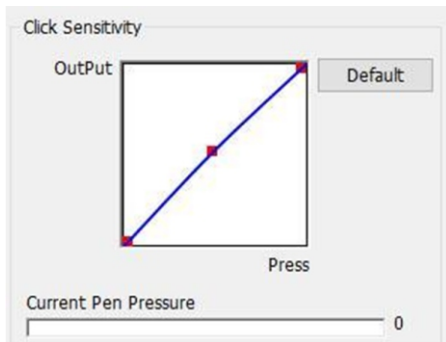 Click Sensitivity
OutPut
Default
Press
Current Pen Pressure
0